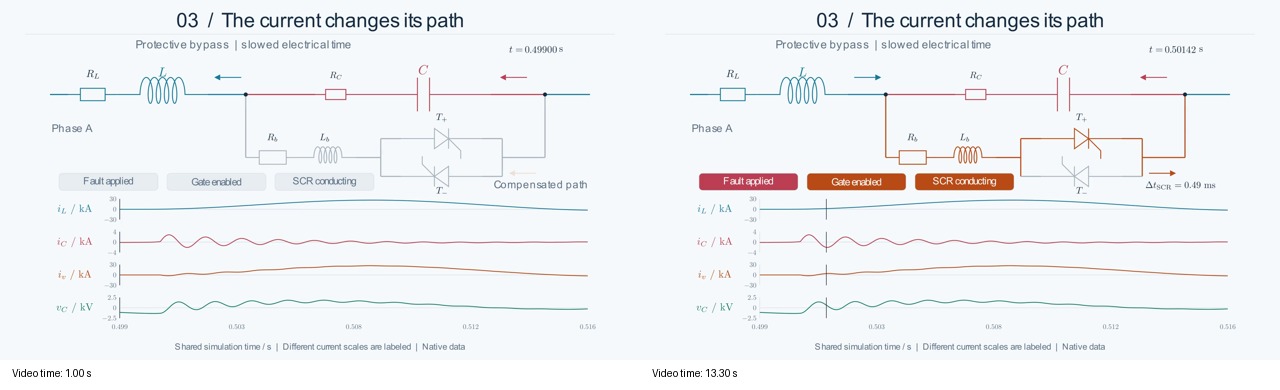 03 / The current changes its path
Protective bypass | slowed electrical time
t = 0.49900 s
R_L
L
R_C
C
T_+
Phase A
R_b
L_b
T_−
Fault applied
Gate enabled
SCR conducting
Compensated path
i_L / kA
30
0
−30
i_C / kA
4
0
−4
i_v / kA
30
0
−30
v_C / kV
2.5
0
−2.5
0.499 0.503 0.508 0.512 0.516
Shared simulation time / s | Different current scales are labeled | Native data
Video time: 1.00 s
03 / The current changes its path
Protective bypass | slowed electrical time
t = 0.50142 s
R_L
L
R_C
C
T_+
Phase A
R_b
L_b
T_−
Fault applied
Gate enabled
SCR conducting
Δt_SCR = 0.49 ms
i_L / kA
30
0
−30
i_C / kA
4
0
−4
i_v / kA
30
0
−30
v_C / kV
2.5
0
−2.5
0.499 0.503 0.508 0.512 0.516
Shared simulation time / s | Different current scales are labeled | Native data
Video time: 13.30 s